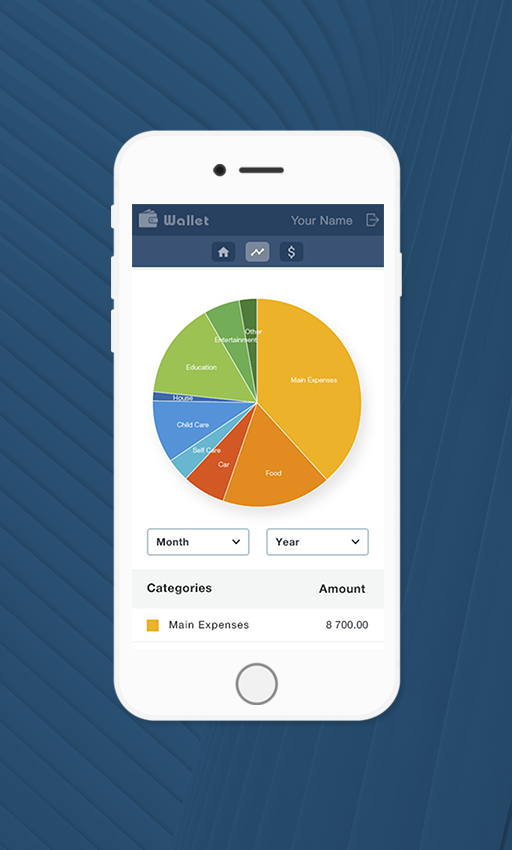 Wallet
Your Name
$
Other
Entertainment
Main Expenses
Education
House
Child Care
Self Care
Car
Food
Month
Year
Categories Amount
Main Expenses 8 700.00